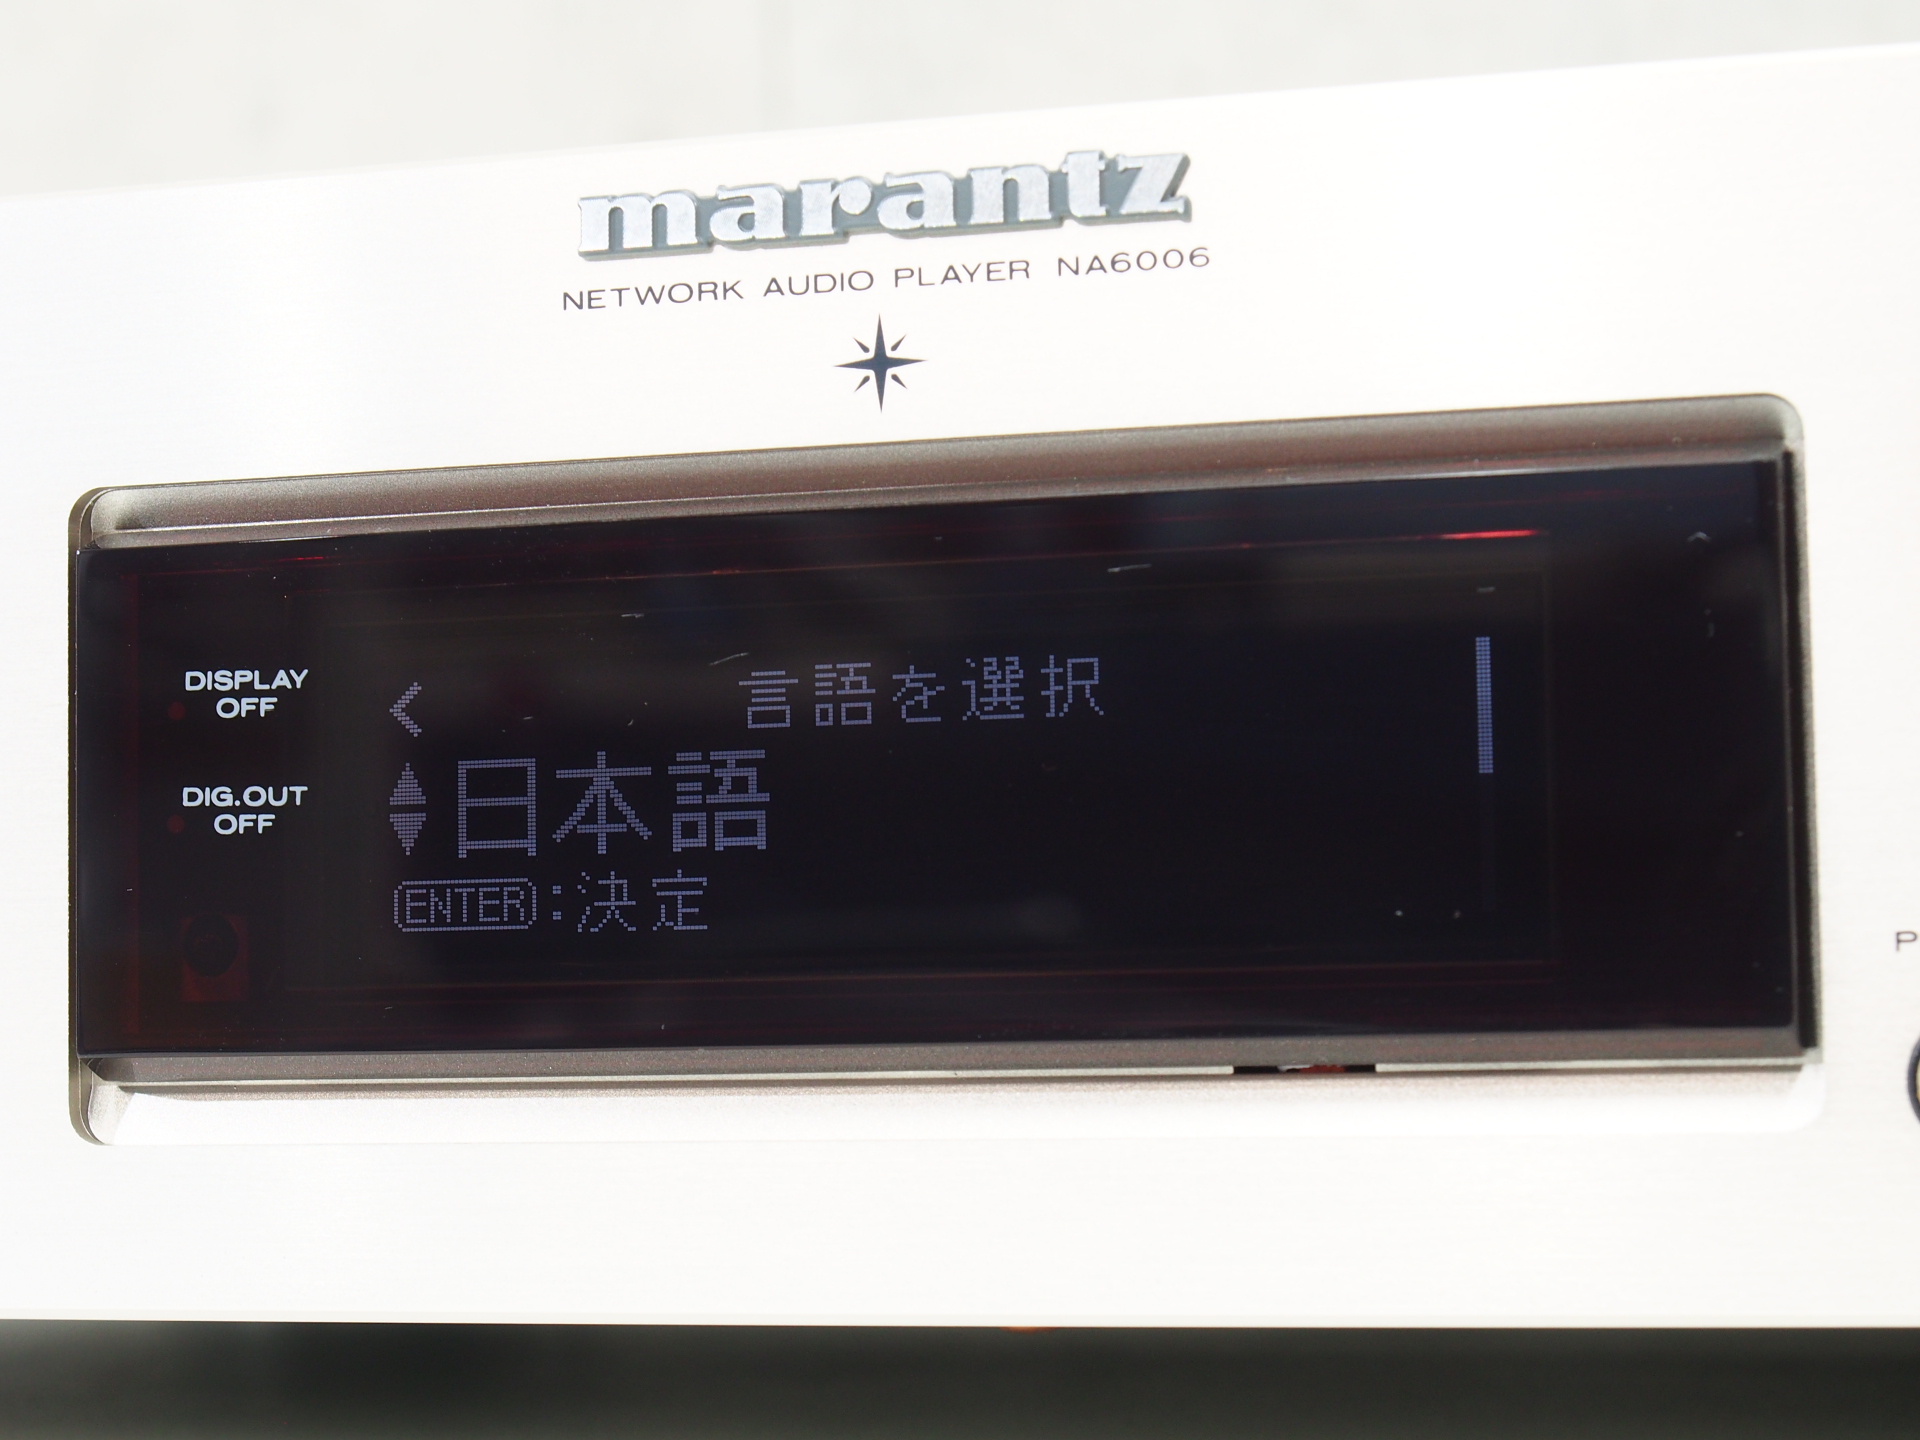 marantz
NETWORK AUDIO PLAYER NA6006
DISPLAY
OFF
言語を選択
DIG.OUT
OFF
日本語
ENTER:決定
P